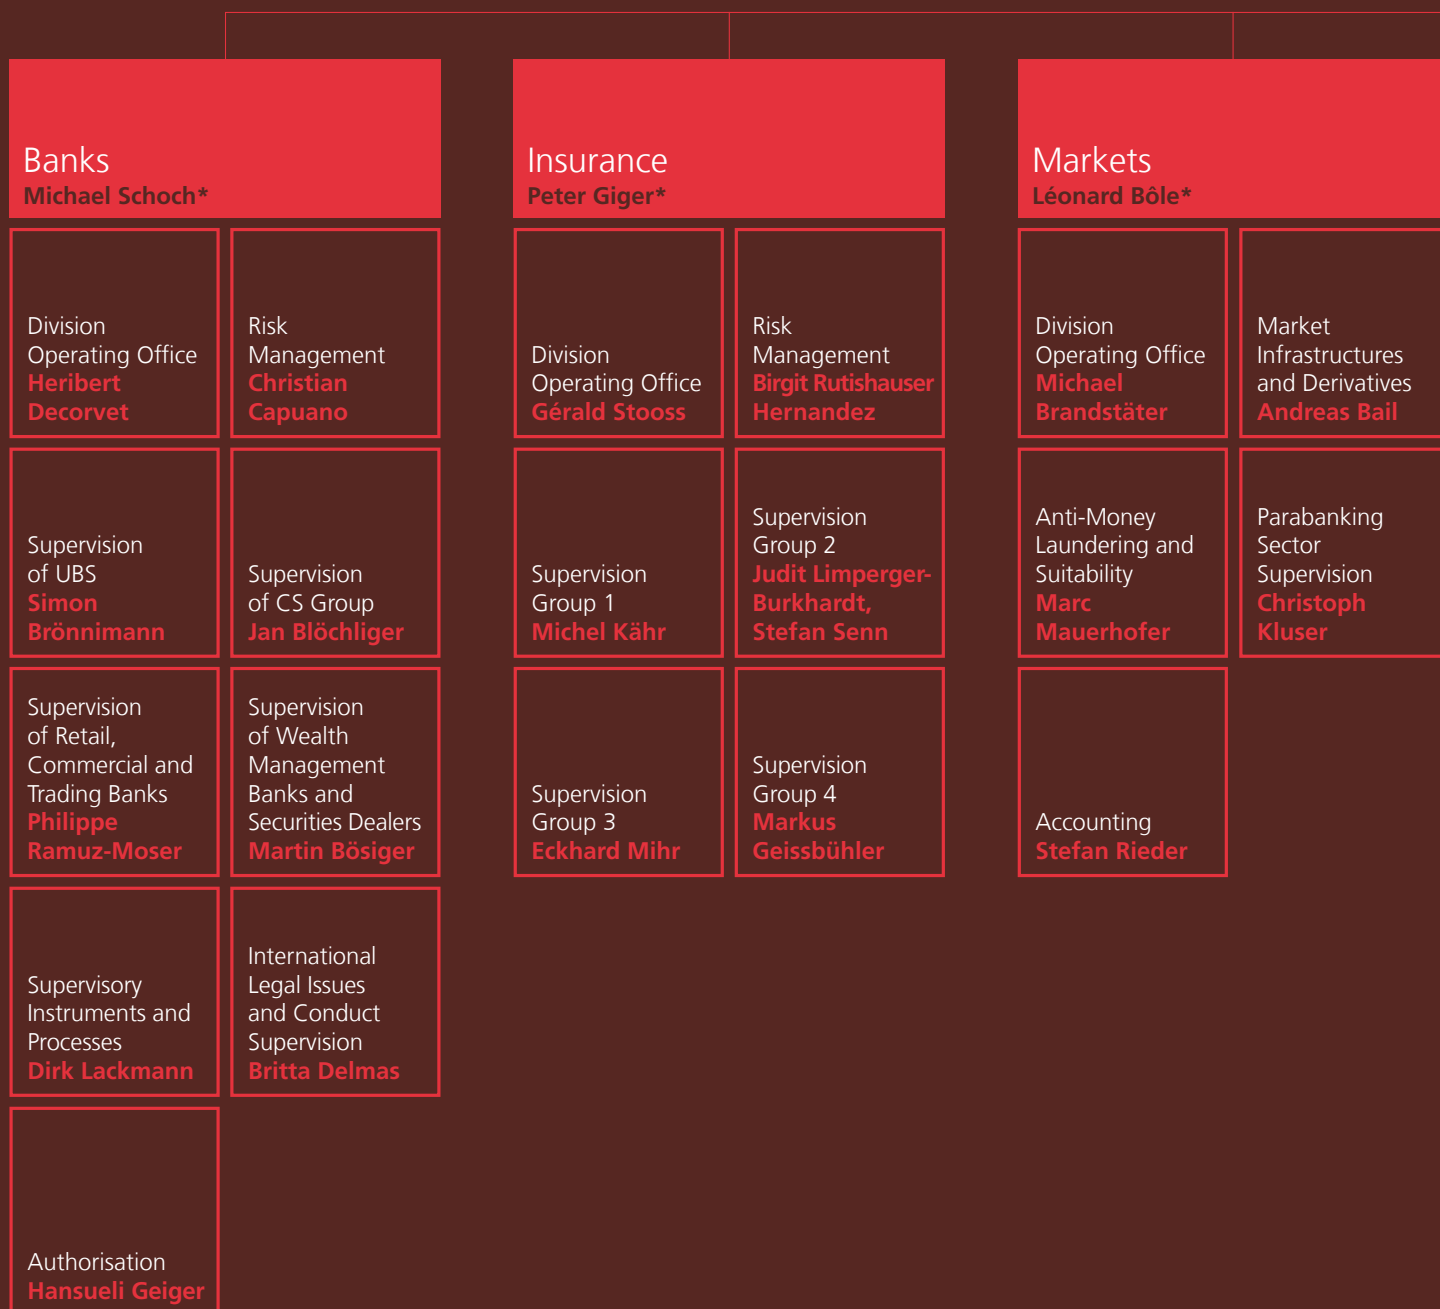 Banks
Michael Schoch*
Division
Operating Office
Heribert
Decorvet
Risk
Management
Christian
Capuano
Supervision
of UBS
Simon
Brönnimann
Supervision
of CS Group
Jan Blöchliger
Supervision
of Retail,
Commercial and
Trading Banks
Philippe
Ramuz-Moser
Supervision
of Wealth
Management
Banks and
Securities Dealers
Martin Bösiger
Supervisory
Instruments and
Processes
Dirk Lackmann
International
Legal Issues
and Conduct
Supervision
Britta Delmas
Authorisation
Hansueli Geiger
Insurance
Peter Giger*
Division
Operating Office
Gérald Stooss
Risk
Management
Birgit Rutishauser
Hernandez
Supervision
Group 1
Michel Kähr
Supervision
Group 2
Judit Limperger-
Burkhardt,
Stefan Senn
Supervision
Group 3
Eckhard Mihr
Supervision
Group 4
Markus
Geissbühler
Markets
Léonard Bôle*
Division
Operating Office
Michael
Brandstäter
Market
Infrastructures
and Derivatives
Andreas Bail
Anti-Money
Laundering and
Suitability
Marc
Mauerhofer
Parabanking
Sector
Supervision
Christoph
Kluser
Accounting
Stefan Rieder